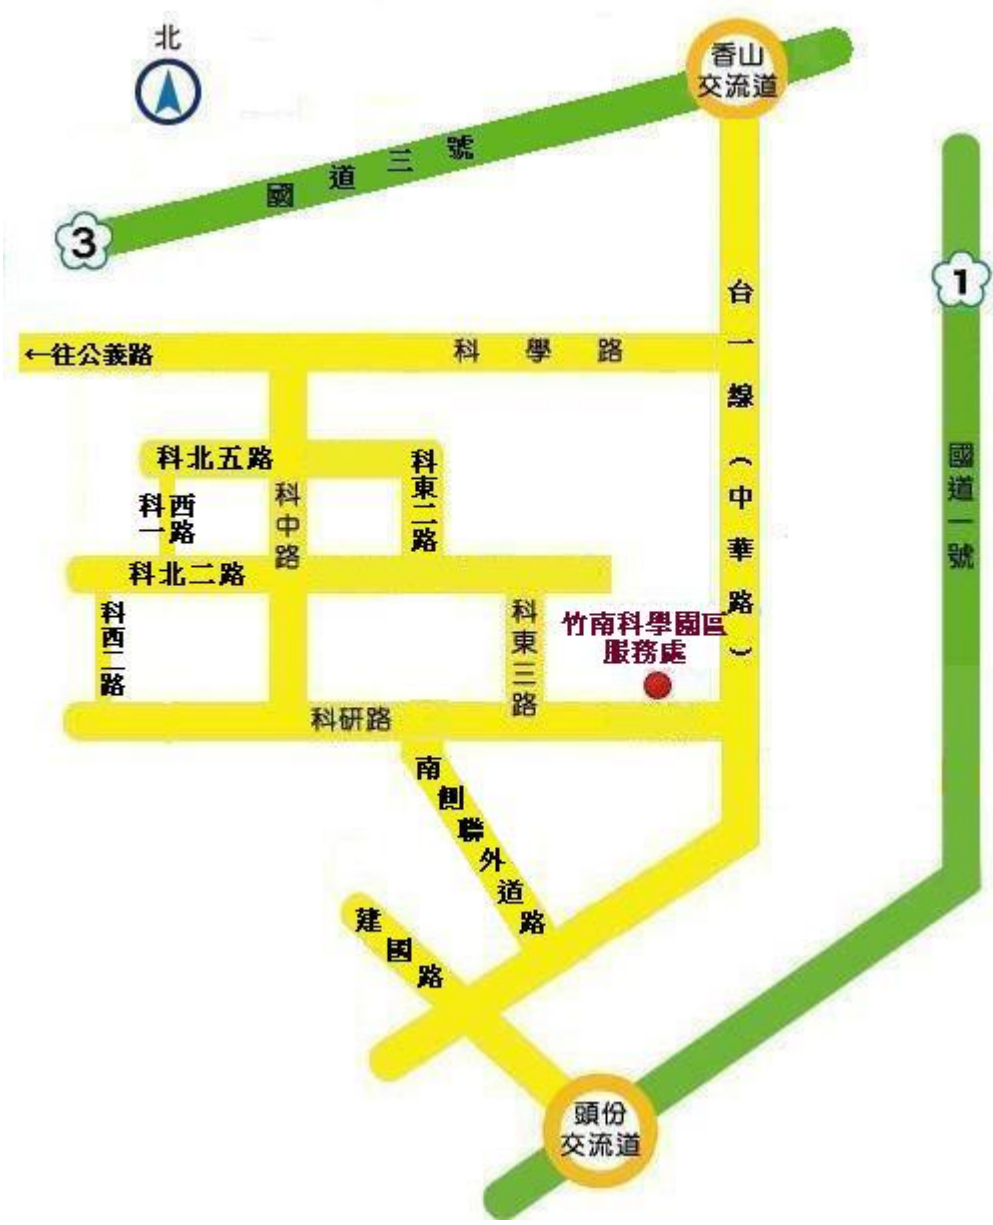 北
香山
交流道
國道三號
3
1
台一線(中華路)
←往公義路
科學路
科北五路
科東二路
國道一號
科西一路
科中路
科北二路
科西二路
科東三路
竹南科學園區
服務處
科研路
南側聯外道路
建國路
頭份
交流道